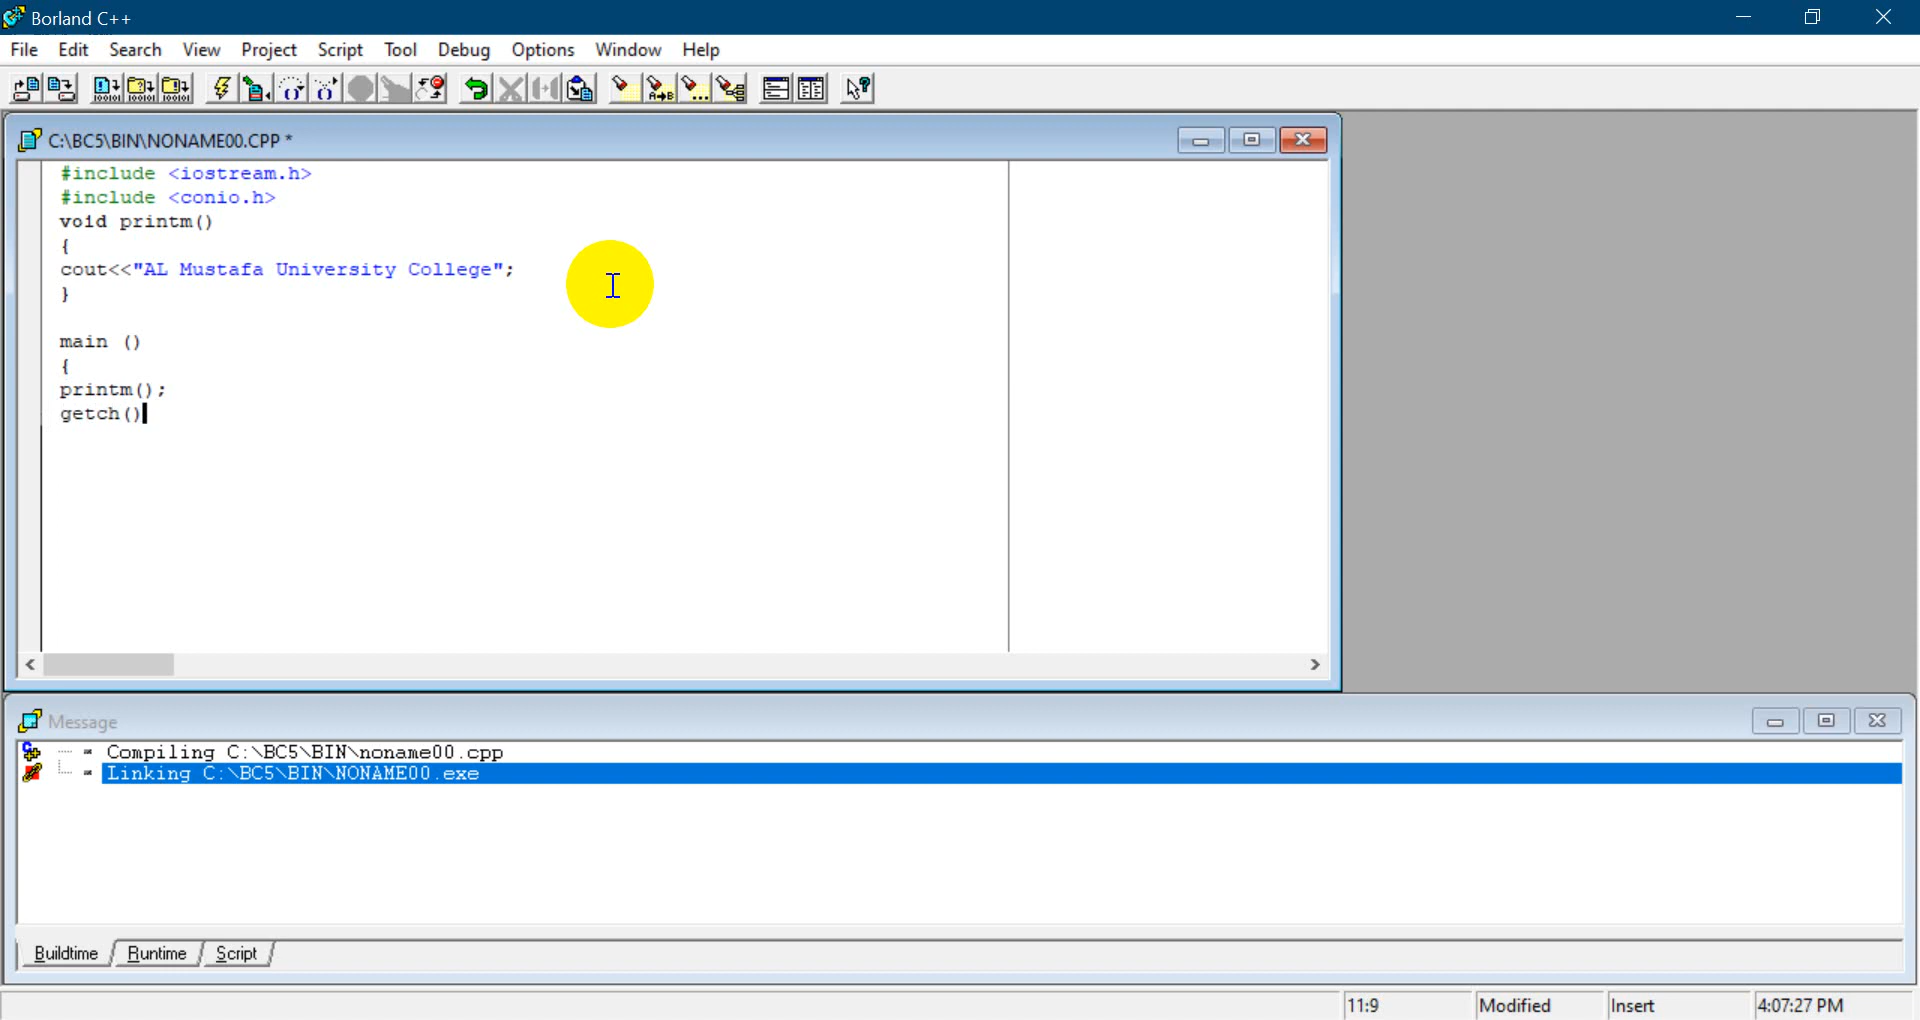 Borland C++
File Edit Search View Project Script Tool Debug Options Window Help
C:\BC5\BIN\NONAME00.CPP *
#include <iostream.h>
#include <conio.h>
void printm()
{
cout<<"AL Mustafa University College";
}
main ()
{
printm();
getch()
Message
Compiling C:\BC5\BIN\noname00.cpp
Linking C:\BC5\BIN\NONAME00.exe
Buildtime Runtime Script
11:9 Modified Insert 4:07:27 PM